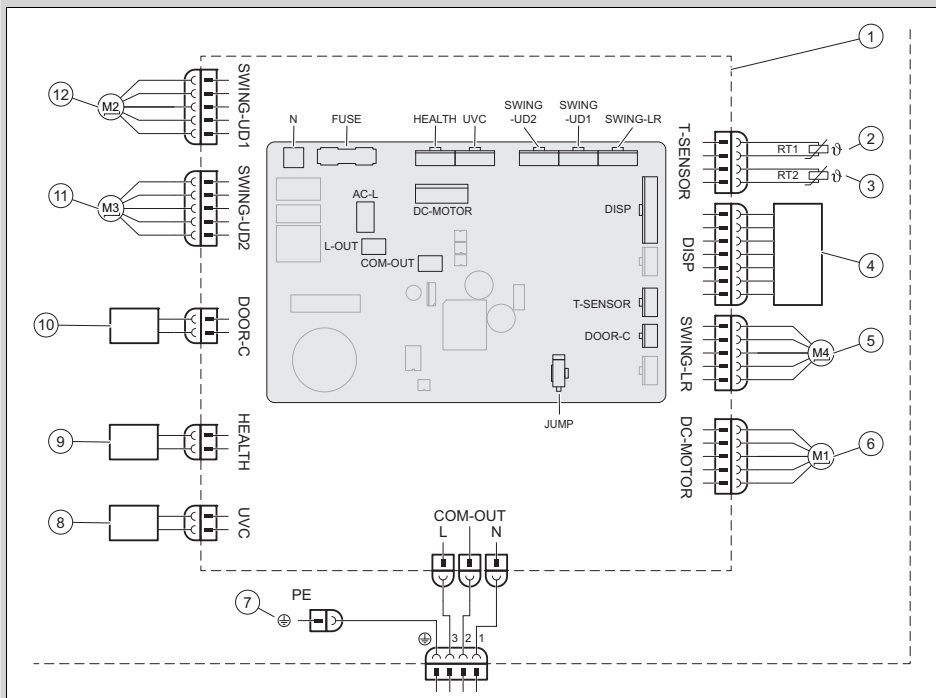 1
12
M2
SWING-UD1
N
FUSE
HEALTH
UVC
SWING
-UD2
SWING
-UD1
SWING-LR
T-SENSOR
RT1
ϑ
2
RT2
ϑ
3
11
M3
SWING-UD2
AC-L
DC-MOTOR
DISP
L-OUT
COM-OUT
DISP
4
10
DOOR-C
T-SENSOR
DOOR-C
SWING-LR
M4
5
JUMP
9
HEALTH
DC-MOTOR
M1
6
8
UVC
COM-OUT
L
N
7
PE
3
2
1